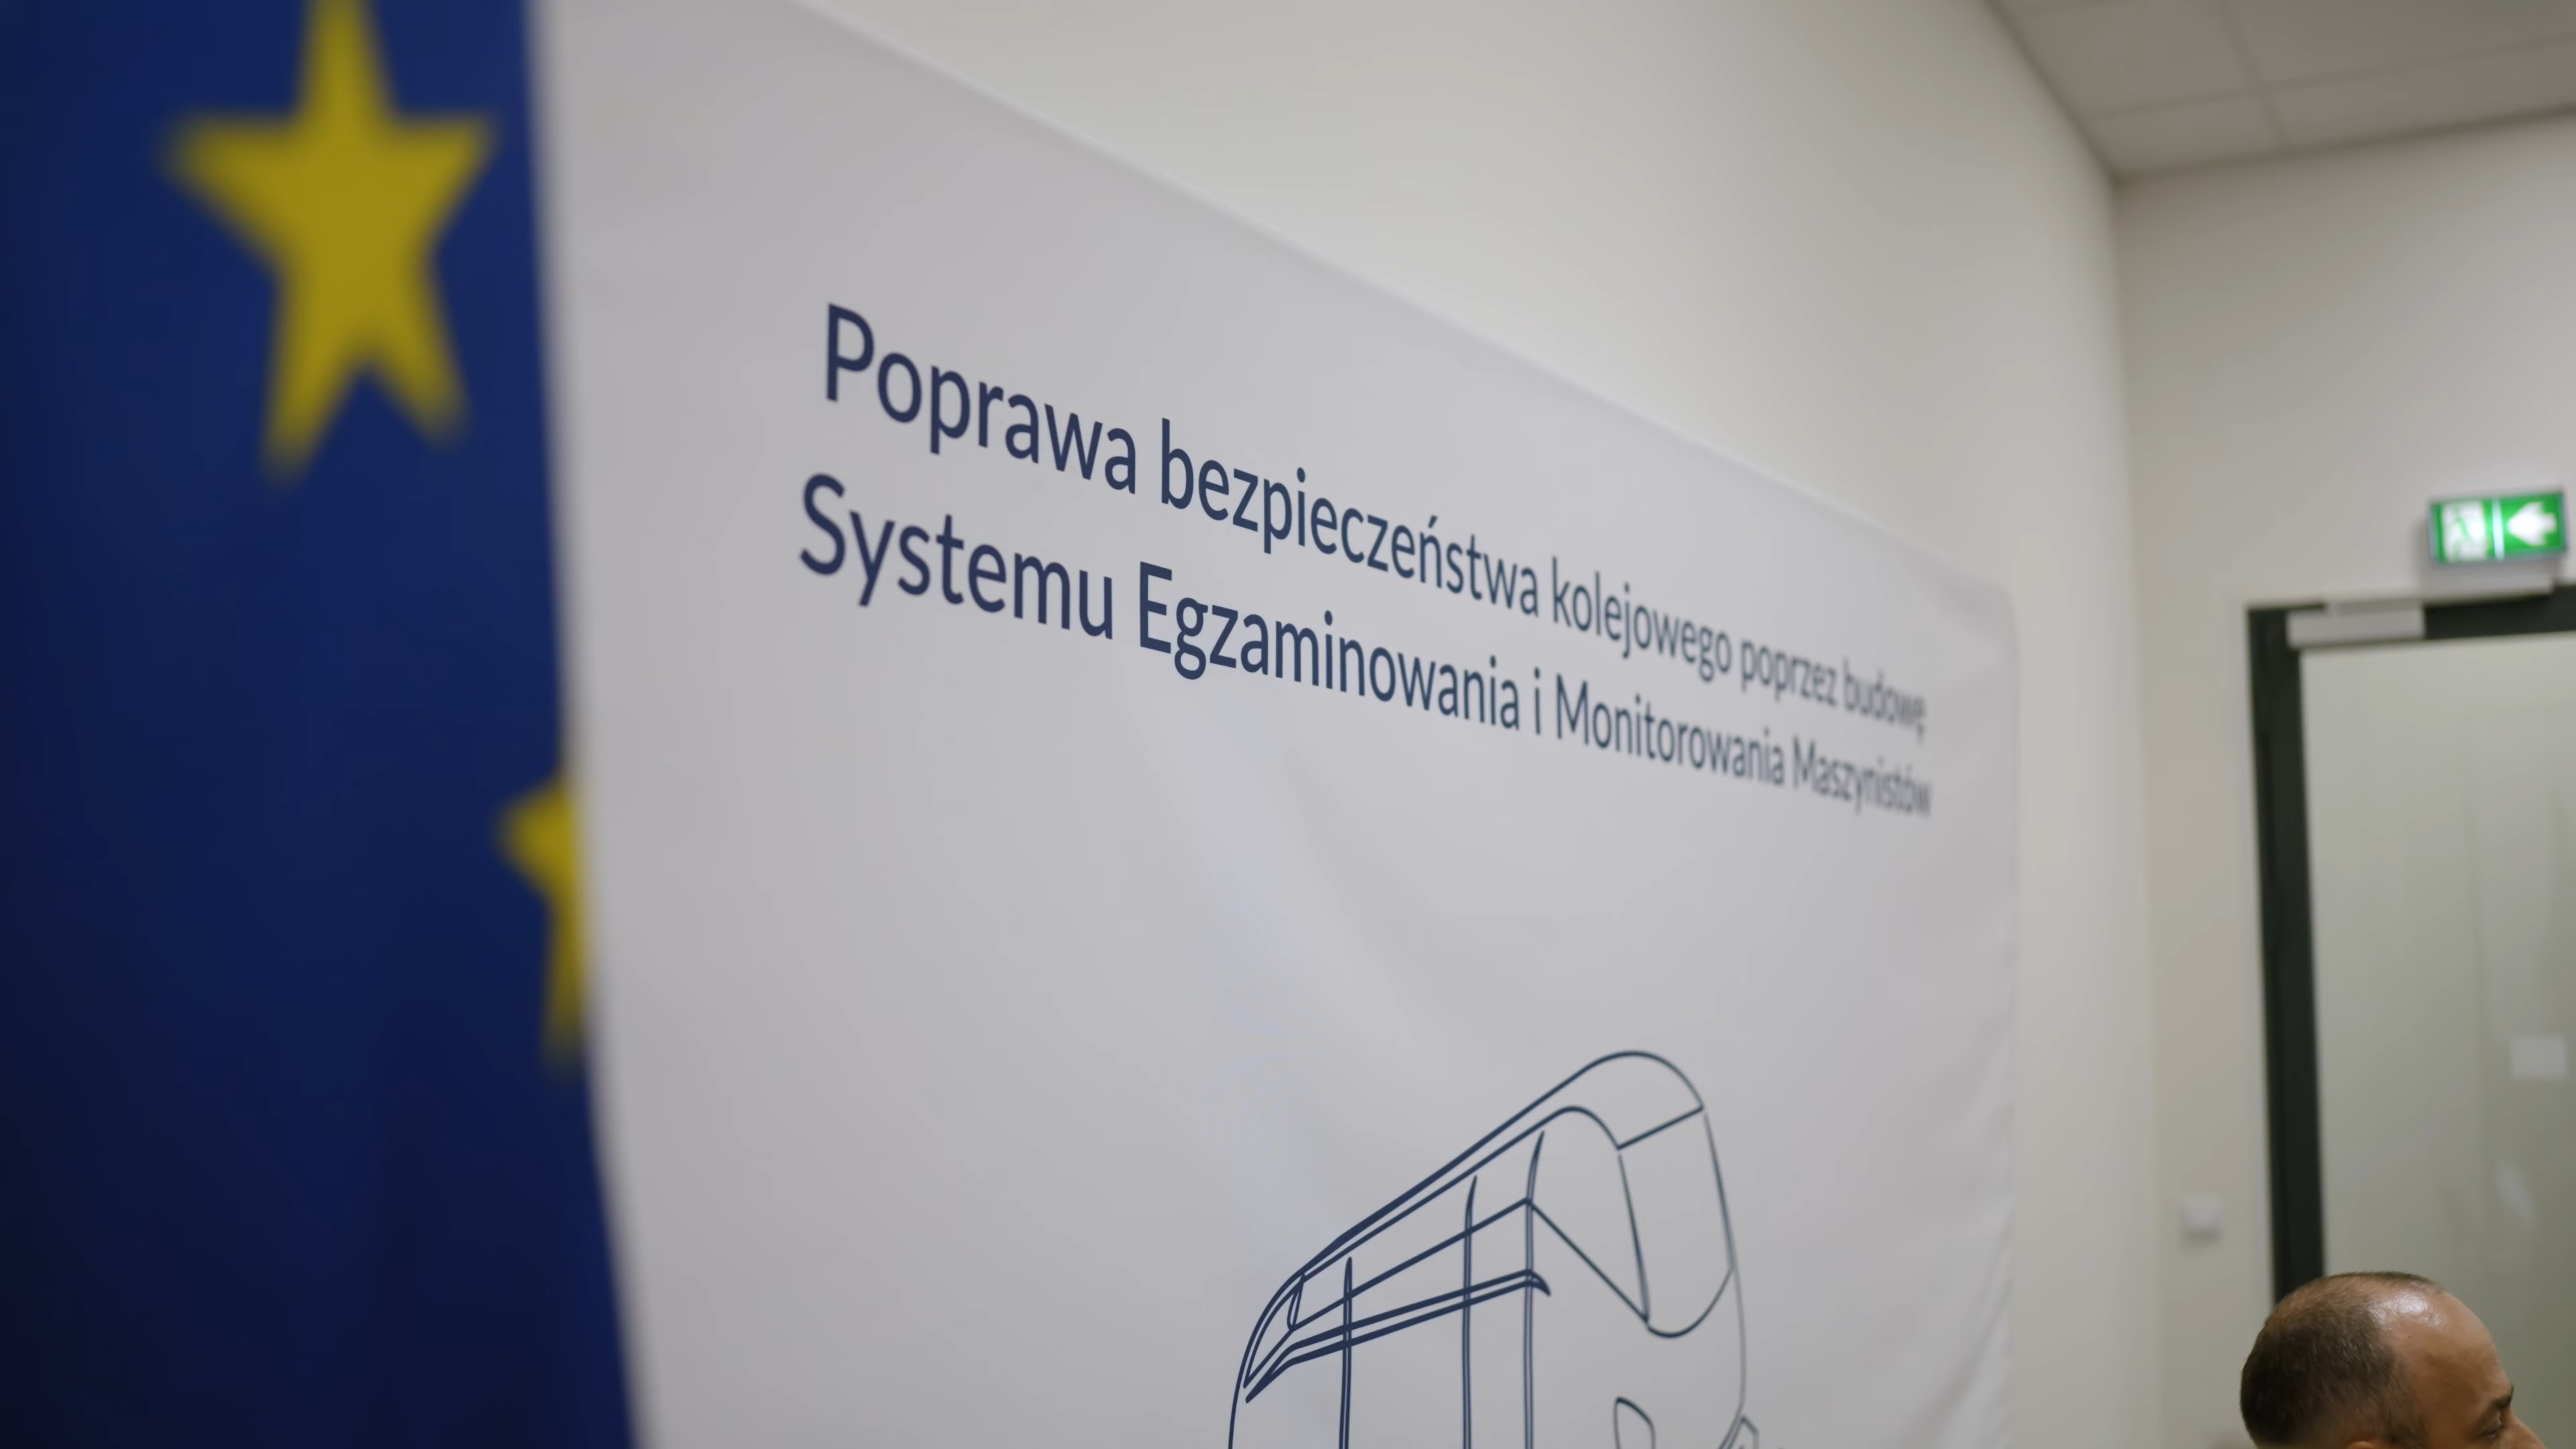 Poprawa bezpieczeństwa kolejowego poprzez budowę
Systemu Egzaminowania i Monitorowania Maszynistów